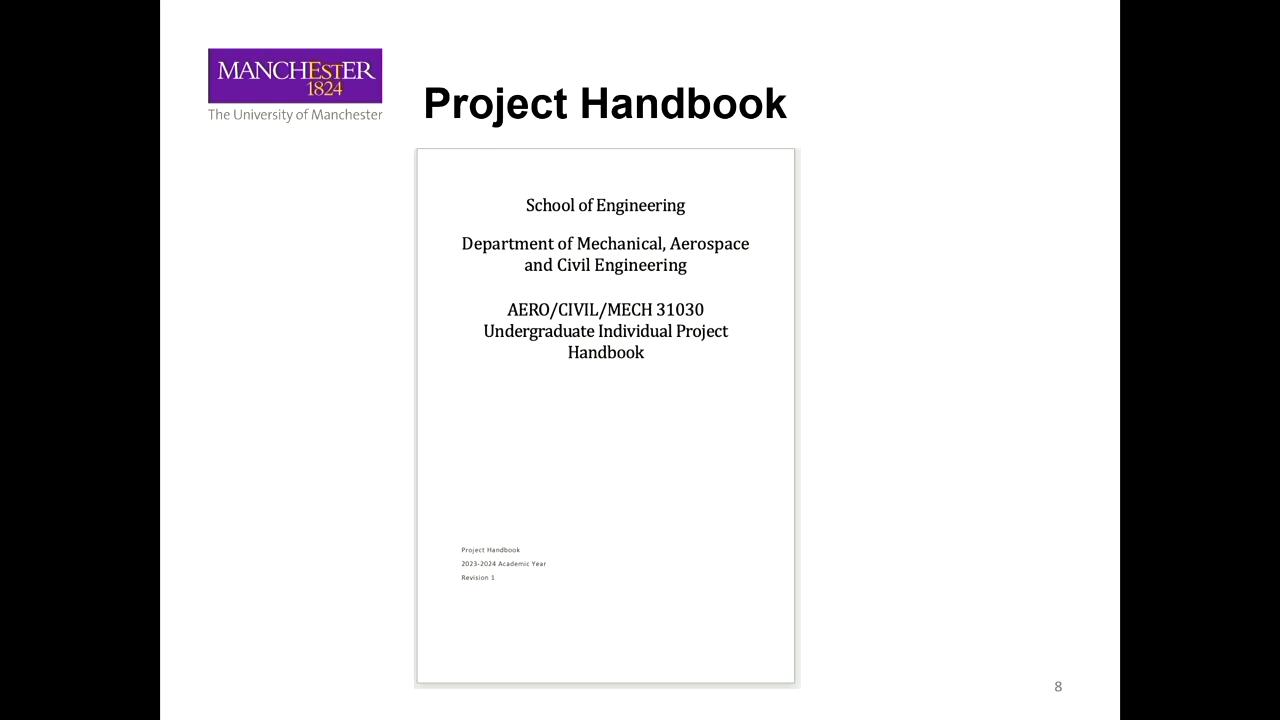 MANCHESTER
1824
The University of Manchester
Project Handbook
School of Engineering
Department of Mechanical, Aerospace
and Civil Engineering
AERO/CIVIL/MECH 31030
Undergraduate Individual Project
Handbook
Project Handbook
2023-2024 Academic Year
Revision 1
8